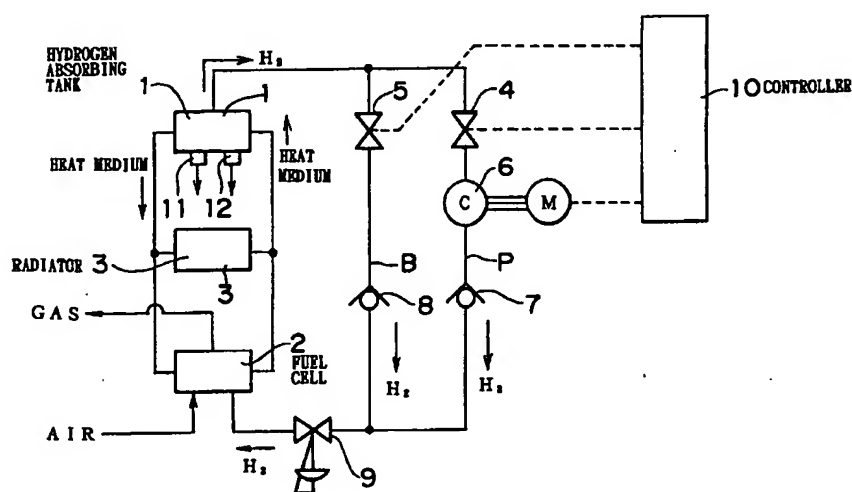 HYDROGEN
ABSORBING
TANK
H₂
1
1
5
4
10 CONTROLLER
HEAT MEDIUM
HEAT
MEDIUM
11
12
6
C
M
RADIATOR 3
3
B
P
8
7
GAS
2
FUEL
CELL
H₂
H₂
AIR
H₂
9